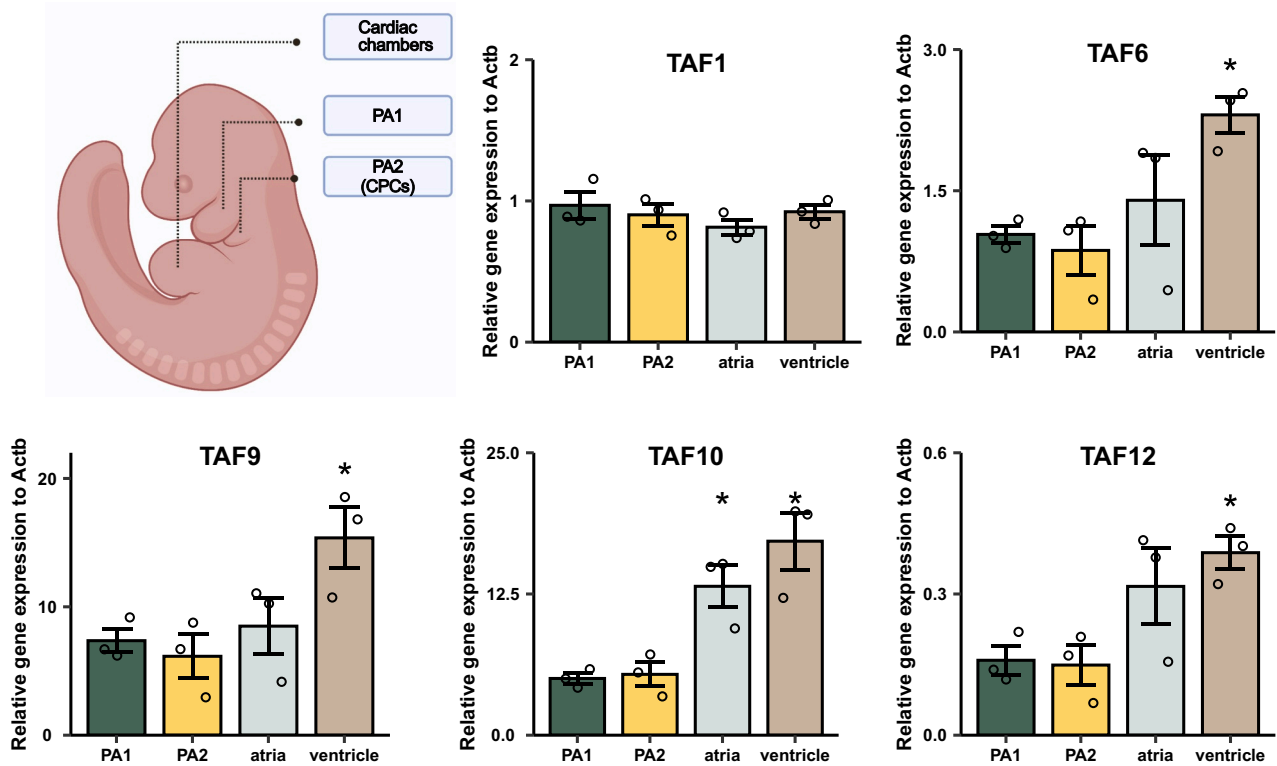 Cardiac
chambers
PA1
PA2
(CPCs)
TAF1
Relative gene expression to Actb
2
1
0
PA1 PA2 atria ventricle
TAF6
Relative gene expression to Actb
3.0
1.5
0.0
*
PA1 PA2 atria ventricle
TAF9
Relative gene expression to Actb
20
10
0
*
PA1 PA2 atria ventricle
TAF10
Relative gene expression to Actb
25.0
12.5
0.0
* *
PA1 PA2 atria ventricle
TAF12
Relative gene expression to Actb
0.6
0.3
0.0
*
PA1 PA2 atria ventricle